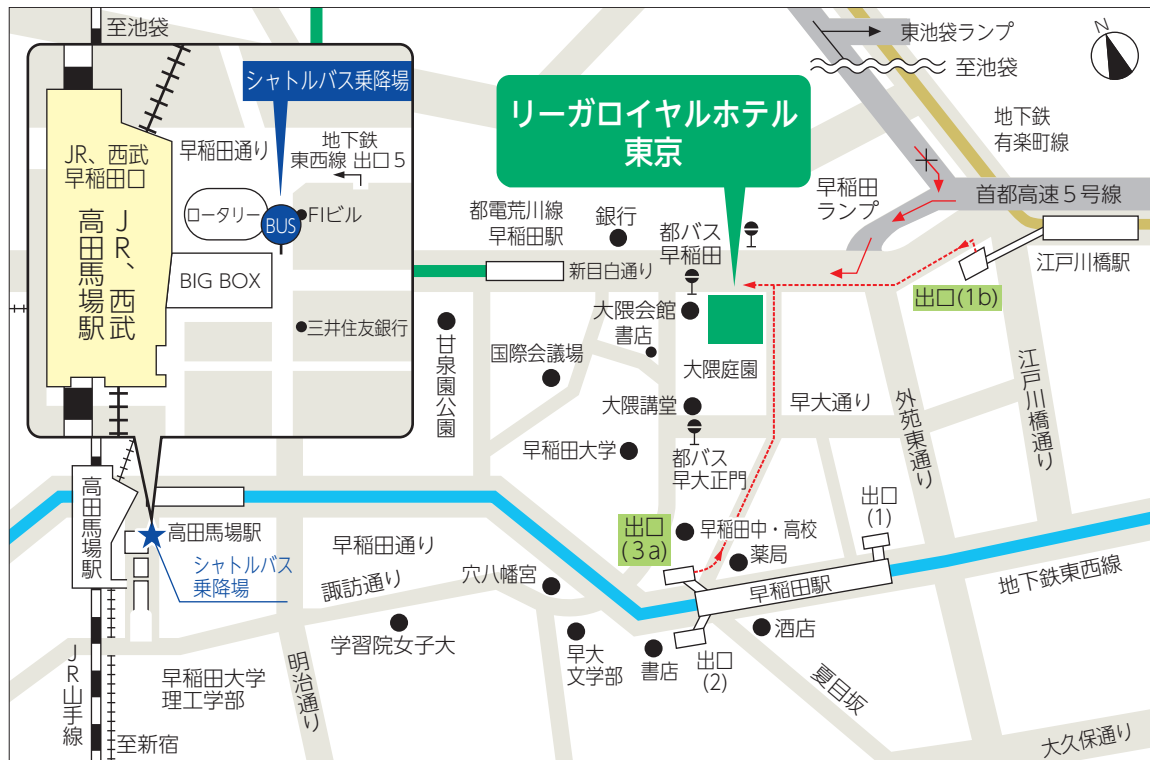 至池袋
シャトルバス乗降場
早稲田通り
地下鉄
東西線 出口5
JR、西武
早稲田口
JR、西武
高田馬場駅
ロータリー
BUS
FIビル
BIG BOX
三井住友銀行
リーガロイヤルホテル
東京
東池袋ランプ
至池袋
N
地下鉄
有楽町線
早稲田
ランプ
首都高速5号線
都電荒川線
早稲田駅
銀行
都バス
早稲田
新目白通り
江戸川橋駅
出口(1b)
大隈会館
書店
甘泉園公園
国際会議場
大隈庭園
大隈講堂
早大通り
外苑東通り
江戸川橋通り
早稲田大学
都バス
早大正門
高田馬場駅
高田馬場駅
シャトルバス
乗降場
早稲田通り
諏訪通り
出口
(3a)
早稲田中・高校
薬局
出口
(1)
穴八幡宮
早稲田駅
地下鉄東西線
学習院女子大
早大
文学部
書店
出口
(2)
酒店
夏目坂
JR山手線
早稲田大学
理工学部
明治通り
至新宿
大久保通り